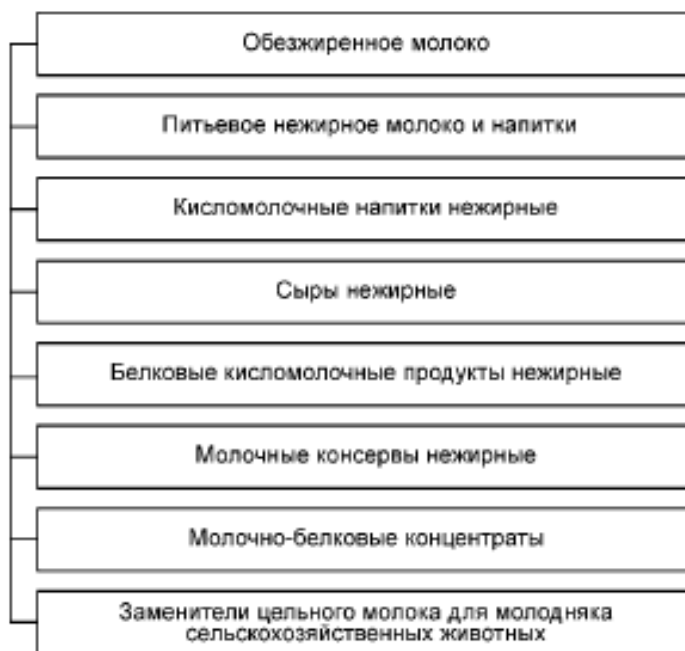 Обезжиренное молоко
Питьевое нежирное молоко и напитки
Кисломолочные напитки нежирные
Сыры нежирные
Белковые кисломолочные продукты нежирные
Молочные консервы нежирные
Молочно-белковые концентраты
Заменители цельного молока для молодняка
сельскохозяйственных животных